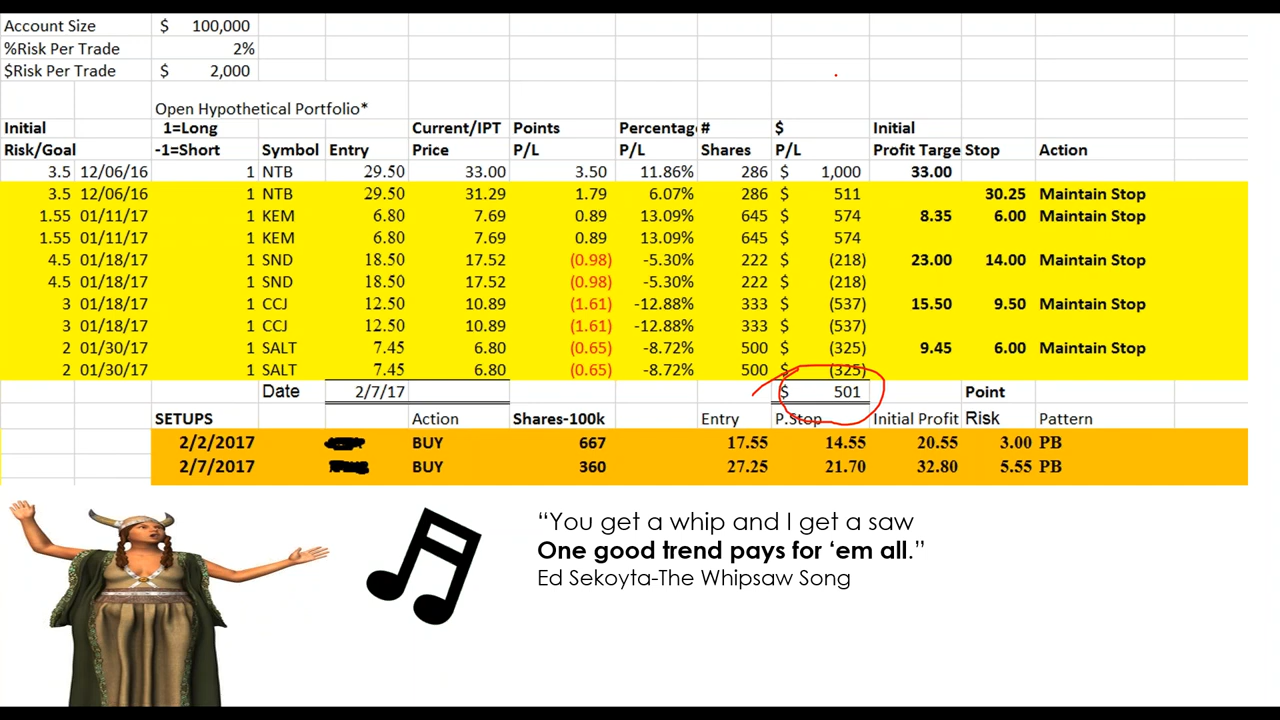 Account Size $ 100,000
%Risk Per Trade 2%
$Risk Per Trade $ 2,000
Open Hypothetical Portfolio*
Initial 1=Long Current/IPT Points Percentag # $ Initial
Risk/Goal -1=Short Symbol Entry Price P/L P/L Shares P/L Profit Targe Stop Action
3.5 12/06/16 1 NTB 29.50 33.00 3.50 11.86% 286 $ 1,000 33.00
3.5 12/06/16 1 NTB 29.50 31.29 1.79 6.07% 286 $ 511 30.25 Maintain Stop
1.55 01/11/17 1 KEM 6.80 7.69 0.89 13.09% 645 $ 574 8.35 6.00 Maintain Stop
1.55 01/11/17 1 KEM 6.80 7.69 0.89 13.09% 645 $ 574
4.5 01/18/17 1 SND 18.50 17.52 (0.98) -5.30% 222 $ (218) 23.00 14.00 Maintain Stop
4.5 01/18/17 1 SND 18.50 17.52 (0.98) -5.30% 222 $ (218)
3 01/18/17 1 CCJ 12.50 10.89 (1.61) -12.88% 333 $ (537) 15.50 9.50 Maintain Stop
3 01/18/17 1 CCJ 12.50 10.89 (1.61) -12.88% 333 $ (537)
2 01/30/17 1 SALT 7.45 6.80 (0.65) -8.72% 500 $ (325) 9.45 6.00 Maintain Stop
2 01/30/17 1 SALT 7.45 6.80 (0.65) -8.72% 500 $ (325)
Date 2/7/17 $ 501 Point
SETUPS Action Shares-100k Entry P.Stop Initial Profit Risk Pattern
2/2/2017 BUY 667 17.55 14.55 20.55 3.00 PB
2/7/2017 BUY 360 27.25 21.70 32.80 5.55 PB
“You get a whip and I get a saw
One good trend pays for ‘em all.”
Ed Sekoyta-The Whipsaw Song